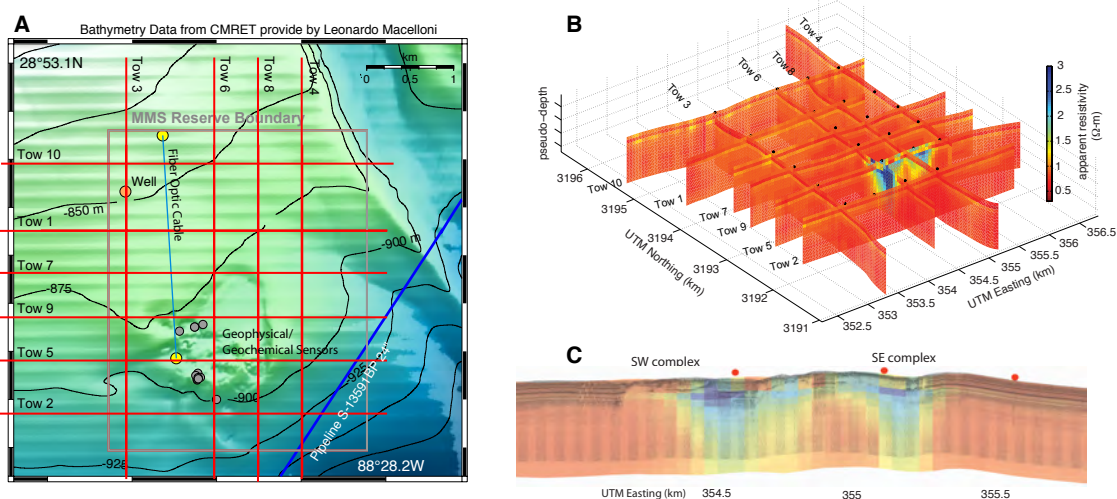 A
Bathymetry Data from CMRET provide by Leonardo Macelloni
28°53.1N
km
0 0.5 1
Tow 3
Tow 6
Tow 8
Tow 4
MMS Reserve Boundary
Tow 10
Fiber Optic Cable
Well
-850 m
Tow 1
-900 m
Tow 7
-875
Tow 9
Geophysical/
Geochemical Sensors
Tow 5
-925
-900
Tow 2
Pipeline S-13591BP 24"
-925
88°28.2W
B
Tow 4
Tow 8
Tow 6
Tow 3
pseudo-depth
Tow 10
Tow 1
Tow 7
Tow 9
Tow 5
Tow 2
3196
3195
3194
3193
3192
3191
UTM Northing (km)
352.5
353
353.5
354
354.5
355
355.5
356
356.5
UTM Easting (km)
3
2.5
2
1.5
1
0.5
apparent resistivity
(Ω-m)
C
SW complex
SE complex
UTM Easting (km) 354.5 355 355.5